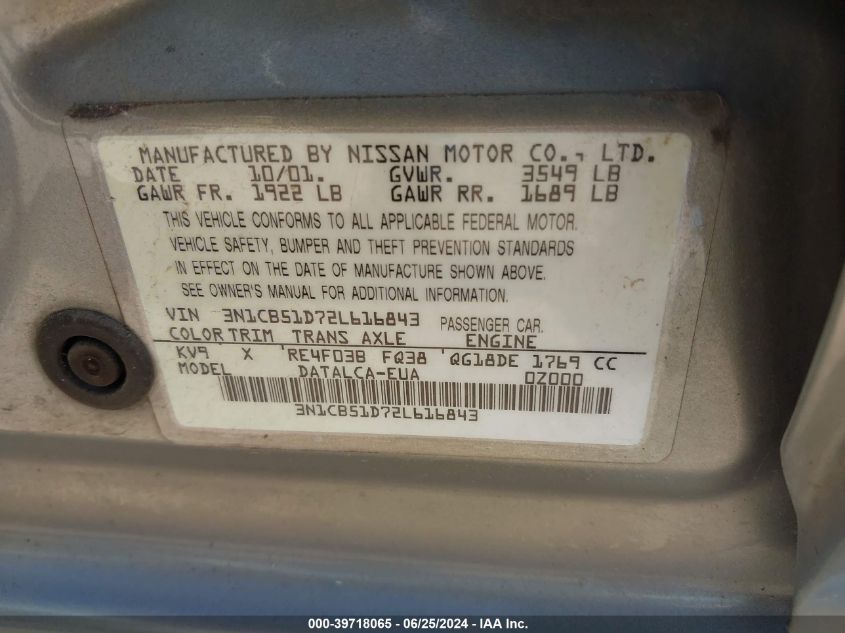 MANUFACTURED BY NISSAN MOTOR CO., LTD.
DATE 10/01. GVWR. 3549 LB
GAWR FR. 1922 LB GAWR RR. 1689 LB
THIS VEHICLE CONFORMS TO ALL APPLICABLE FEDERAL MOTOR.
VEHICLE SAFETY, BUMPER AND THEFT PREVENTION STANDARDS
IN EFFECT ON THE DATE OF MANUFACTURE SHOWN ABOVE.
SEE OWNER'S MANUAL FOR ADDITIONAL INFORMATION.
VIN 3N1CB51D72L616843 PASSENGER CAR.
COLOR TRIM TRANS AXLE ENGINE
KV9 X 'RE4F03B FQ38 'QG18DE 1769 CC
MODEL DATALCA-EUA 0Z000
3N1CB51D72L616843
000-39718065 - 06/25/2024 - IAA Inc.